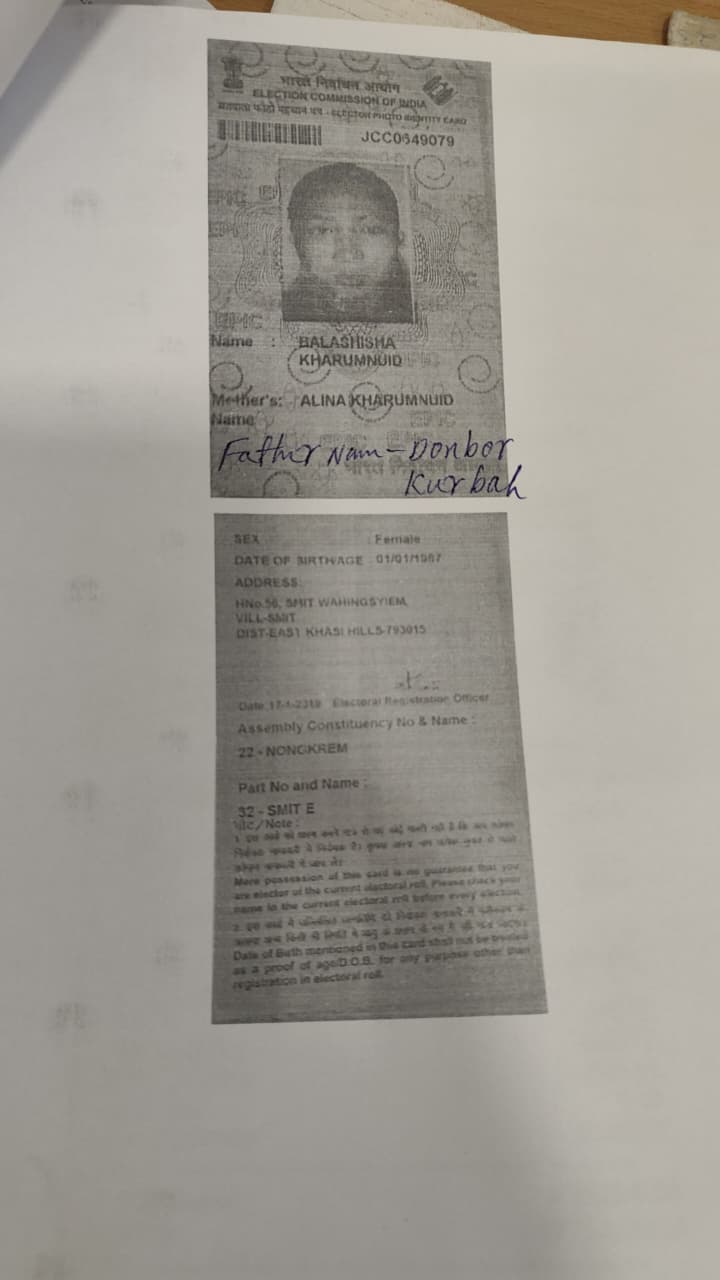 भारत निर्वाचन आयोग
ELECTION COMMISSION OF INDIA
मतदाता फोटो पहचान पत्र - ELECTOR PHOTO IDENTITY CARD
JCC0649079
Name : BALASHISHA
KHARUMNUID
Mother's: ALINA KHARUMNUID
Name
Father Nam - Donbor
Kurbah
SEX : Female
DATE OF BIRTH/AGE : 01/01/1987
ADDRESS:
HNo.56, SMIT WAHINGSYIEM,
VILL-SMIT
DIST-EAST KHASI HILLS-793015
Electoral Registration Officer
Assembly Constituency No & Name :
22 - NONGKREM
Part No and Name :
32 - SMIT E
नोट/Note :
Mere possession of this card is no guarantee that you
are elector of the current electoral roll. Please check your
name in the current electoral roll before every election.
Date of Birth mentioned in this card shall not be treated
as a proof of age/D.O.B. for any purpose other than
registration in electoral roll.